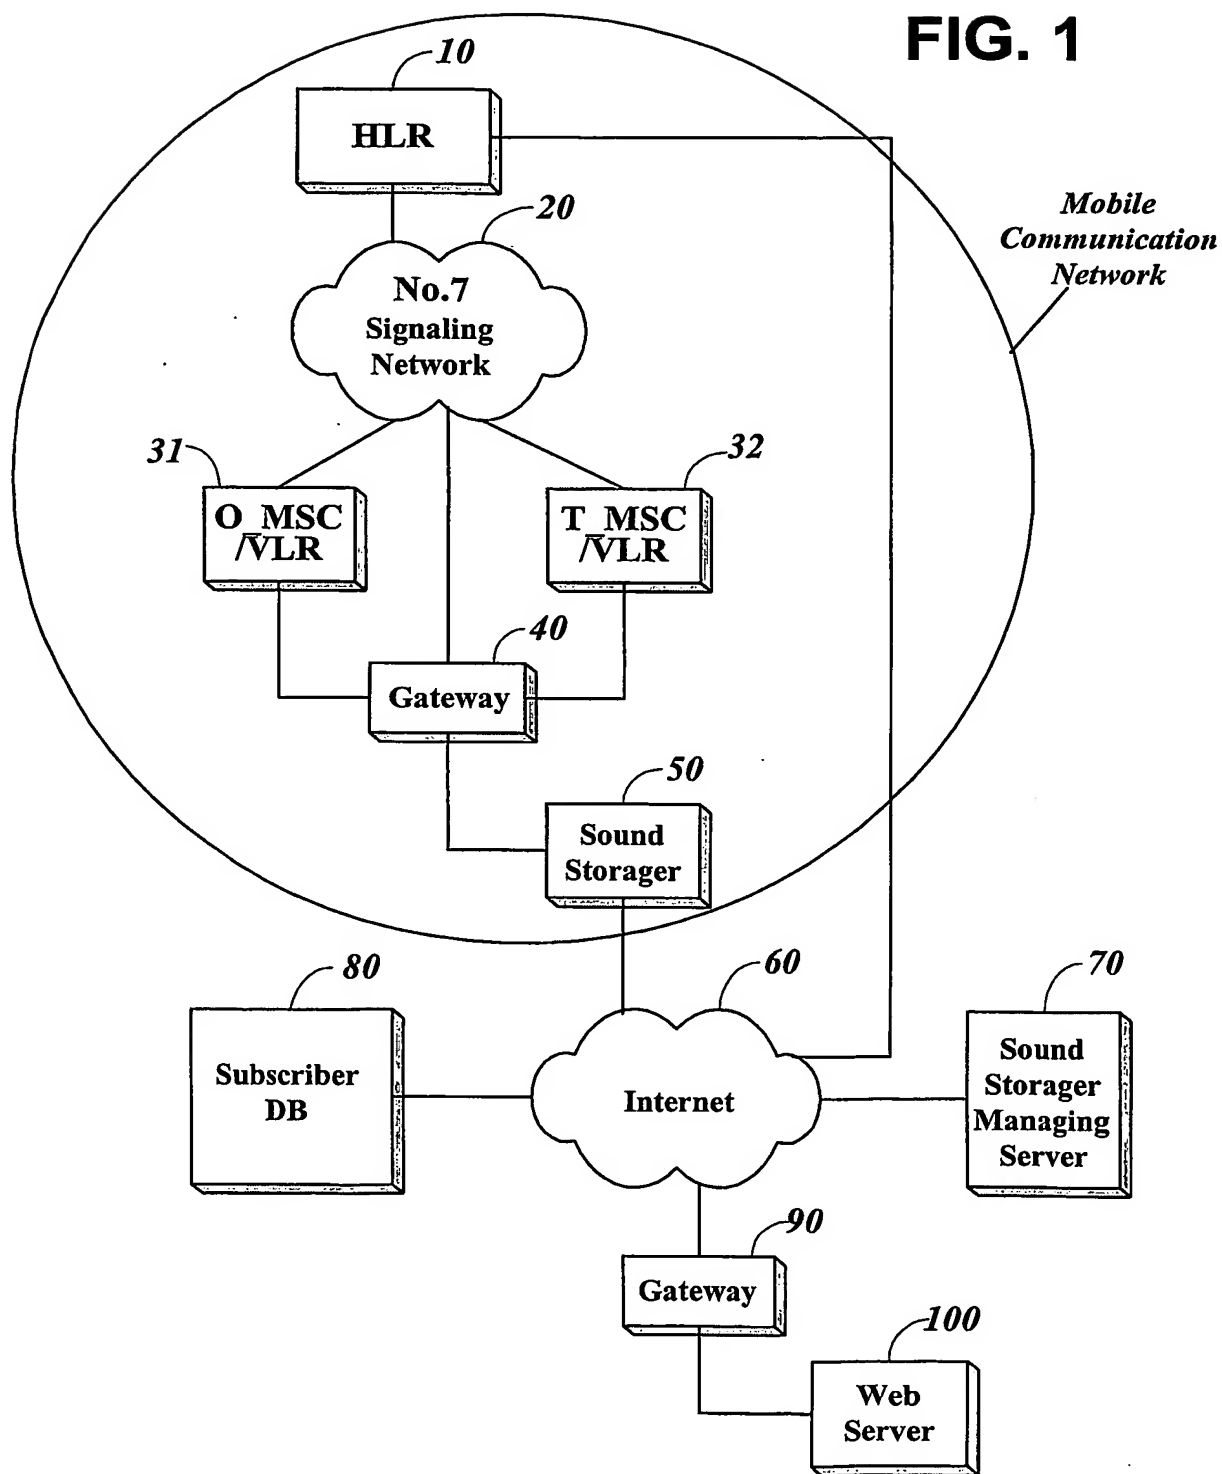 FIG. 1
10
HLR
20
Mobile
Communication
Network
No.7
Signaling
Network
31
32
O_MSC
/VLR
T_MSC
/VLR
40
Gateway
50
Sound
Storager
80
60
70
Subscriber
DB
Internet
Sound
Storager
Managing
Server
90
Gateway
100
Web
Server